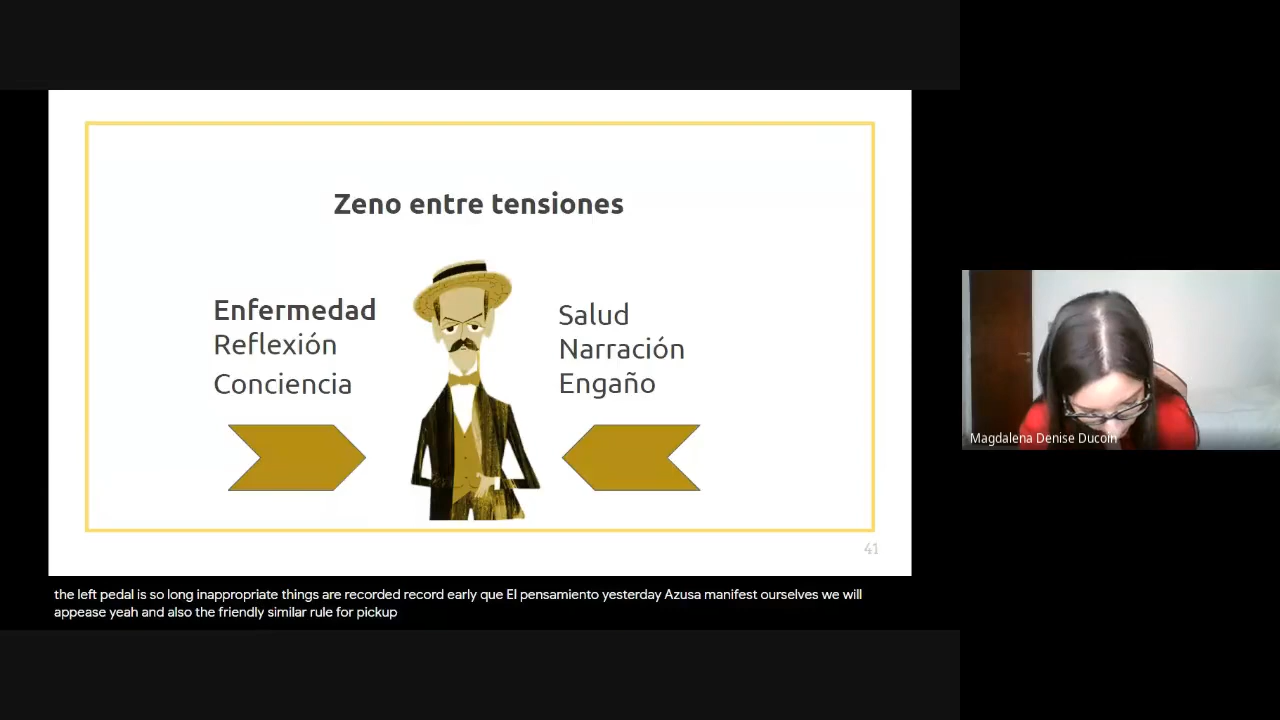 Zeno entre tensiones
Enfermedad
Reflexión
Conciencia
Salud
Narración
Engaño
41
the left pedal is so long inappropriate things are recorded record early que El pensamiento yesterday Azusa manifest ourselves we will
appease yeah and also the friendly similar rule for pickup
Magdalena Denise Ducoin